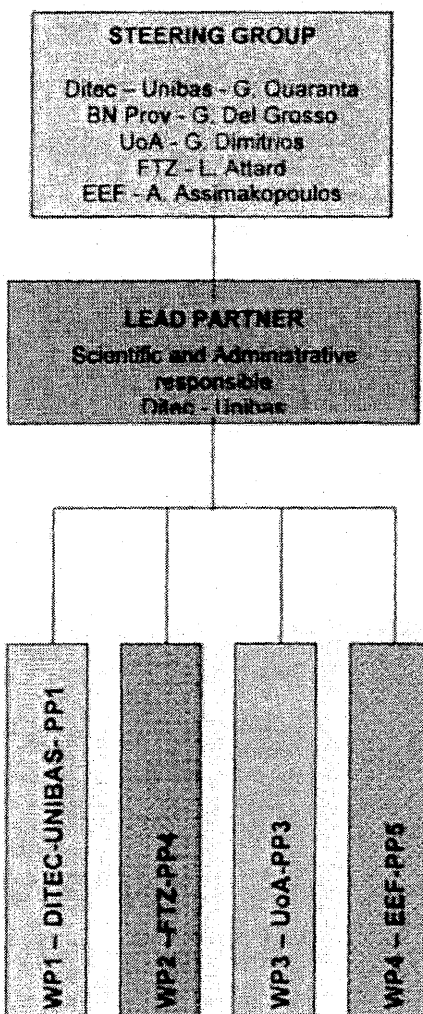 STEERING GROUP
Ditec – Unibas - G. Quaranta
BN Prov - G. Del Grosso
UoA - G. Dimitrios
FTZ - L. Attard
EEF - A. Assimakopoulos
LEAD PARTNER
Scientific and Administrative
responsible
Ditec - Unibas
WP1 – DITEC-UNIBAS- PP1
WP2 –FTZ-PP4
WP3 – UoA-PP3
WP4 – EEF-PP5